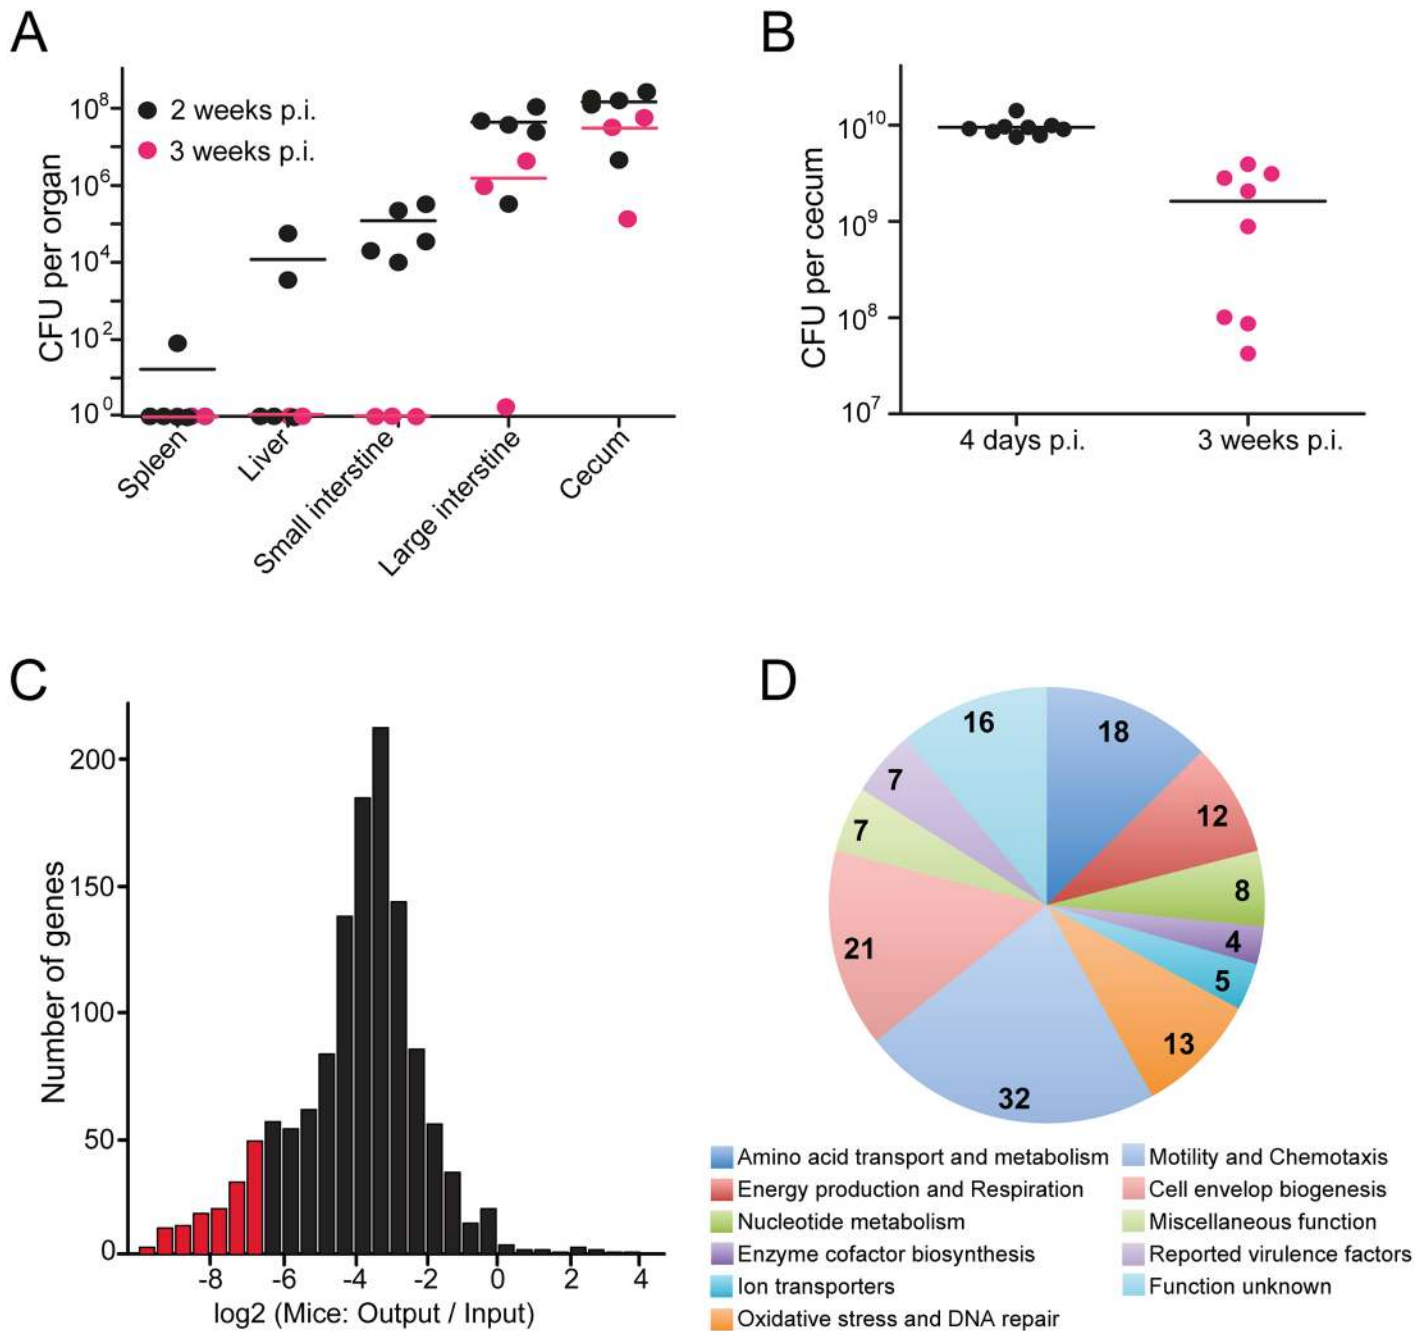 A
CFU per organ
10^8
10^6
10^4
10^2
10^0
2 weeks p.i.
3 weeks p.i.
Spleen
Liver
Small interstine
Large interstine
Cecum
B
CFU per cecum
10^10
10^9
10^8
10^7
4 days p.i.
3 weeks p.i.
C
Number of genes
200
150
100
50
0
-8 -6 -4 -2 0 2 4
log2 (Mice: Output / Input)
D
16
18
12
8
4
5
13
32
21
7
7
Amino acid transport and metabolism
Energy production and Respiration
Nucleotide metabolism
Enzyme cofactor biosynthesis
Ion transporters
Oxidative stress and DNA repair
Motility and Chemotaxis
Cell envelop biogenesis
Miscellaneous function
Reported virulence factors
Function unknown